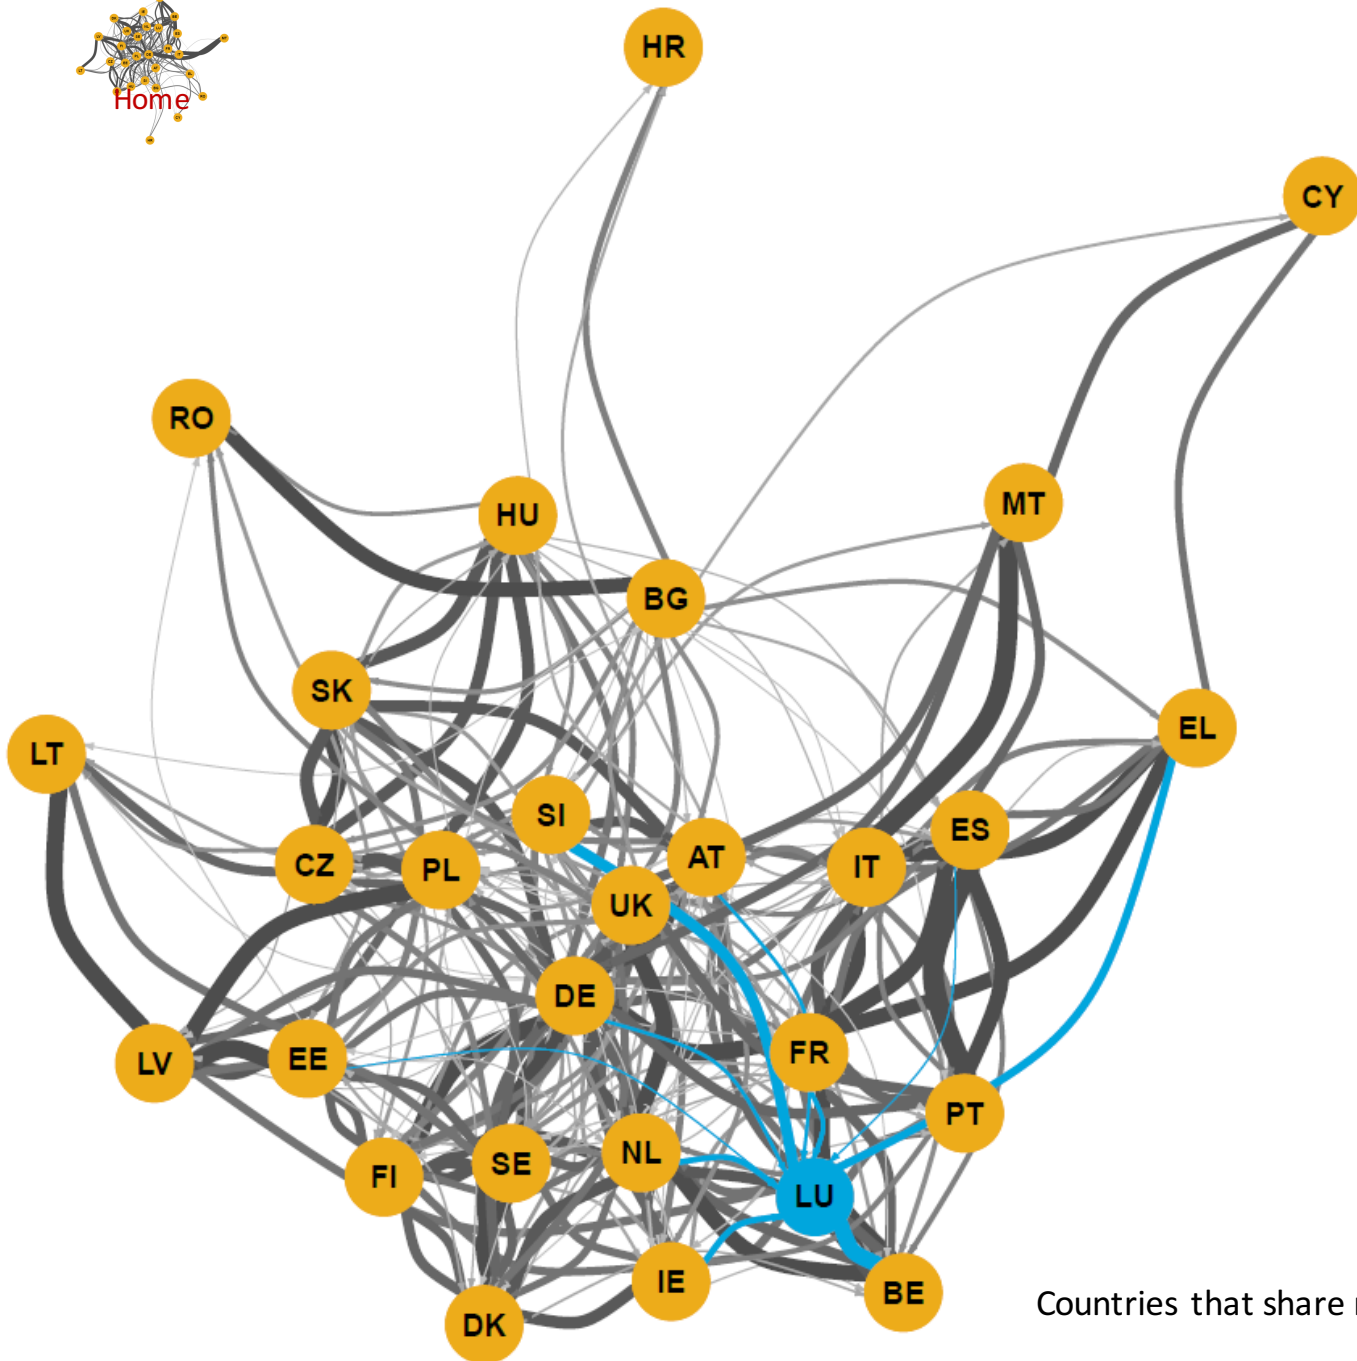 Home
HR
CY
RO
HU
MT
BG
SK
EL
LT
SI
ES
CZ
PL
AT
IT
UK
DE
FR
LV
EE
PT
NL
SE
FI
LU
IE
BE
DK
Countries that share